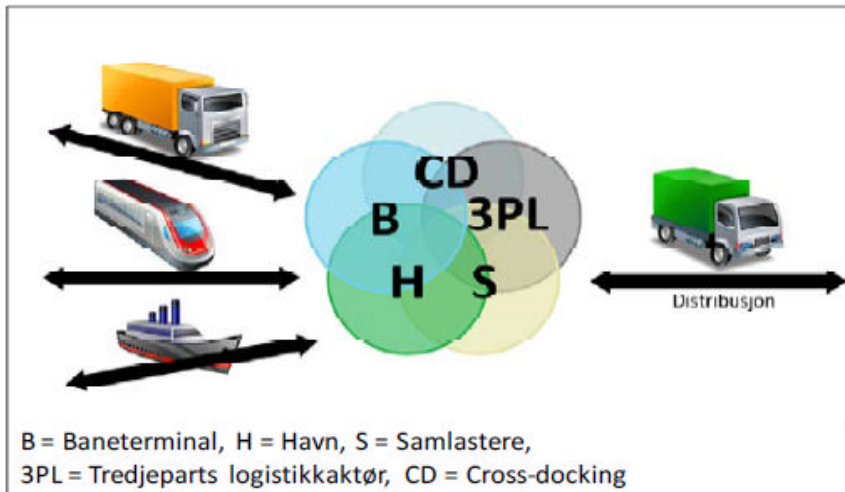 CD
B
3PL
H
S
Distribusjon
B = Baneterminal, H = Havn, S = Samlastere,
3PL = Tredjeparts logistikkaktør, CD = Cross-docking